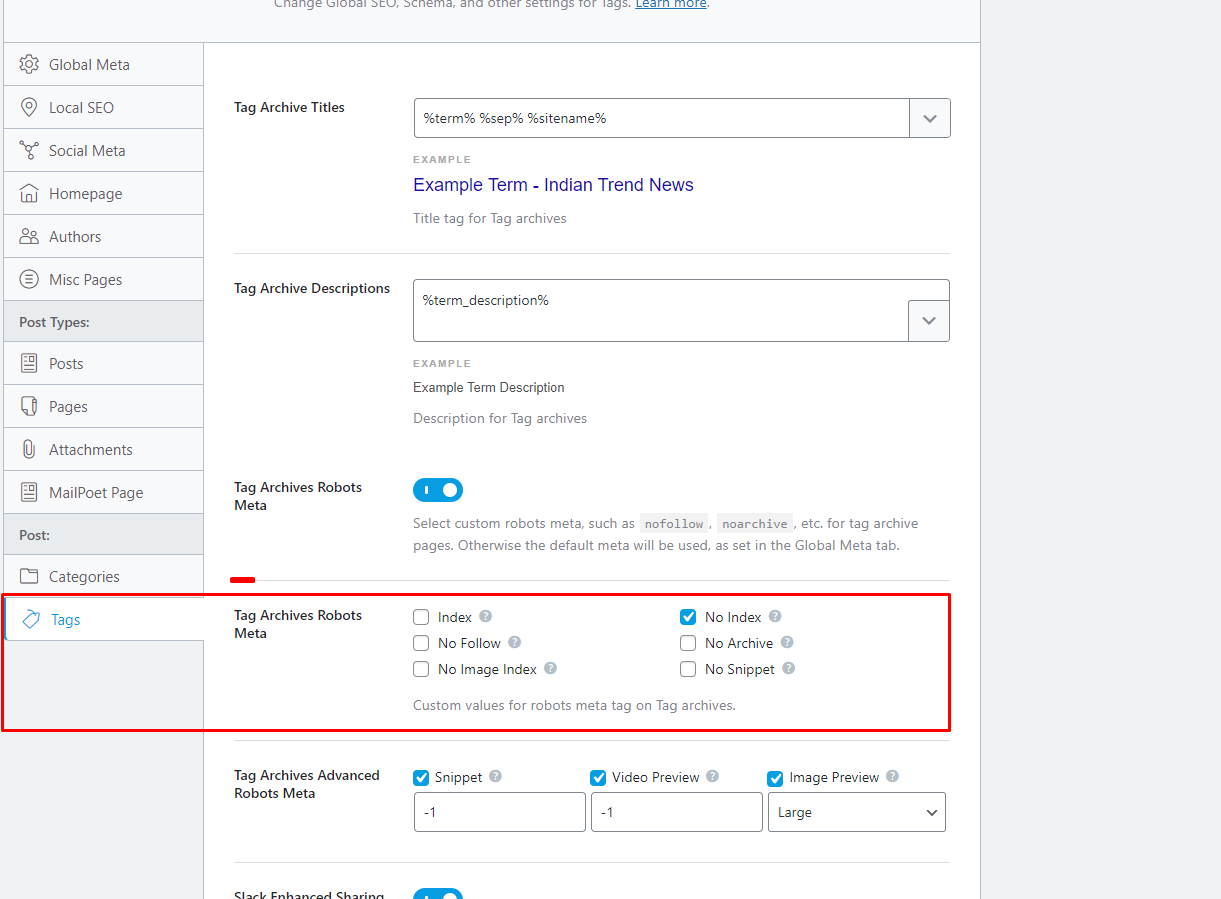 Change Global SEO, Schema, and other settings for Tags. Learn more.
Global Meta
Local SEO
Social Meta
Homepage
Authors
Misc Pages
Post Types:
Posts
Pages
Attachments
MailPoet Page
Post:
Categories
Tags
Tag Archive Titles
%term% %sep% %sitename%
EXAMPLE
Example Term - Indian Trend News
Title tag for Tag archives
Tag Archive Descriptions
%term_description%
EXAMPLE
Example Term Description
Description for Tag archives
Tag Archives Robots
Meta
Select custom robots meta, such as nofollow, noarchive, etc. for tag archive
pages. Otherwise the default meta will be used, as set in the Global Meta tab.
Tag Archives Robots
Meta
Index ? No Index ?
No Follow ? No Archive ?
No Image Index ? No Snippet ?
Custom values for robots meta tag on Tag archives.
Tag Archives Advanced
Robots Meta
Snippet ? Video Preview ? Image Preview ?
-1 -1 Large
Slack Enhanced Sharing